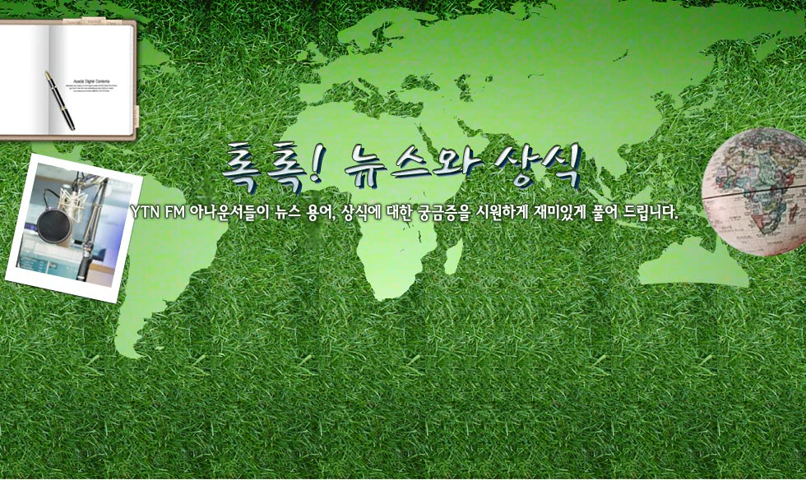 톡톡! 뉴스와 상식
YTN FM 아나운서들이 뉴스 용어, 상식에 대한 궁금증을 시원하게 재미있게 풀어 드립니다.